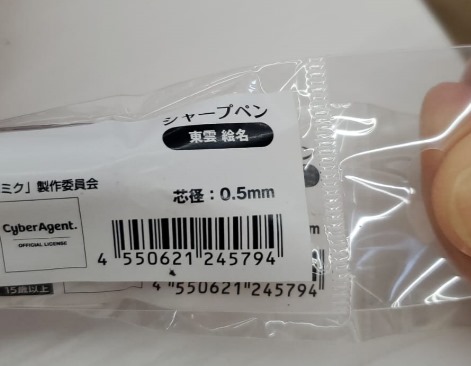 シャープペン
東雲 絵名
ミク」製作委員会
芯径：0.5mm
CyberAgent.
OFFICIAL LICENSE
4 550621 245794
m
15歳以上
4 550621 245794